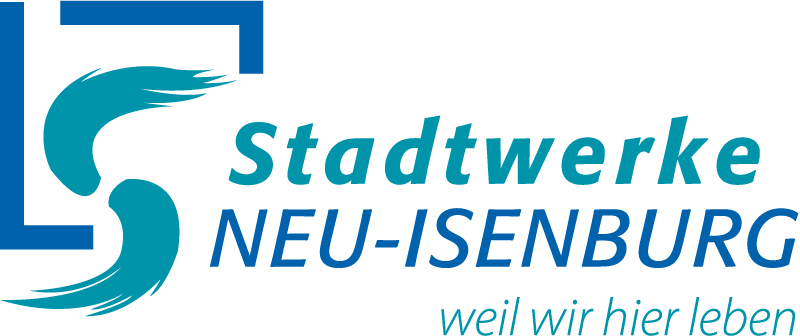 Stadtwerke
NEU-ISENBURG
weil wir hier leben